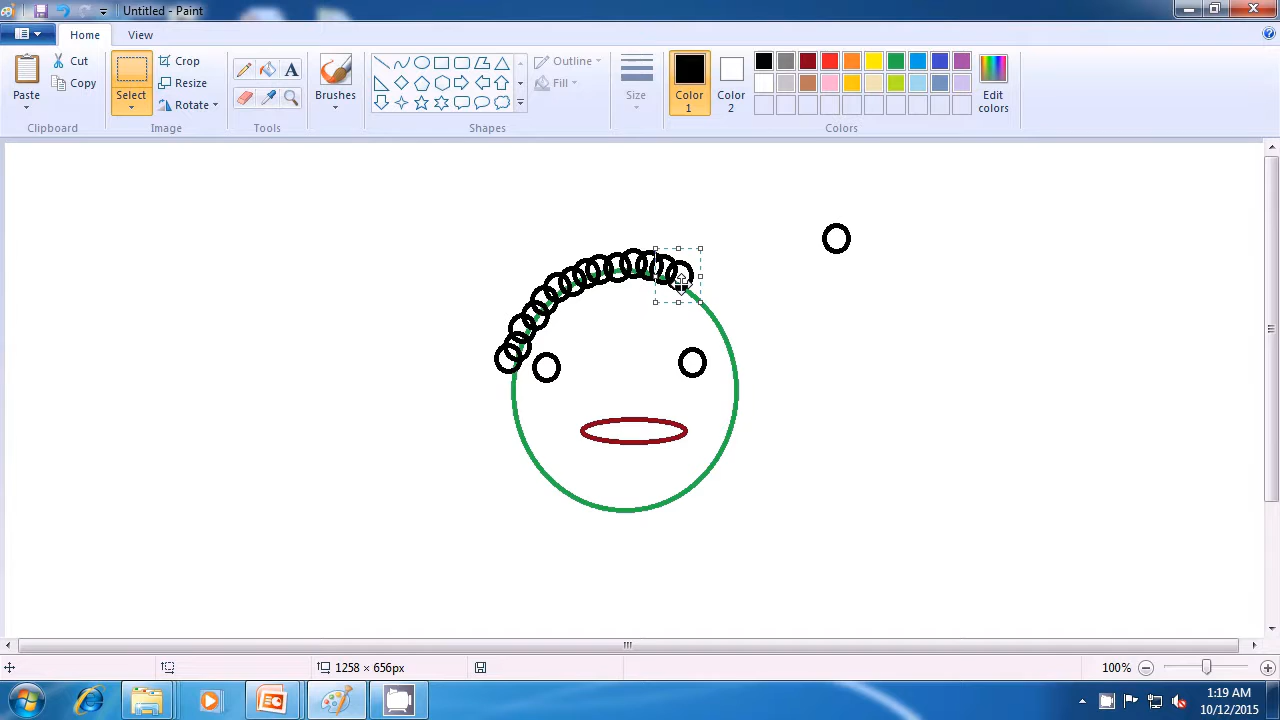 Untitled - Paint
Home View
Paste
Cut
Copy
Clipboard
Select
Crop
Resize
Rotate
Image
A
Tools
Brushes
Outline
Fill
Shapes
Size
Color 1
Color 2
Edit colors
Colors
1258 × 656px
100%
1:19 AM
10/12/2015